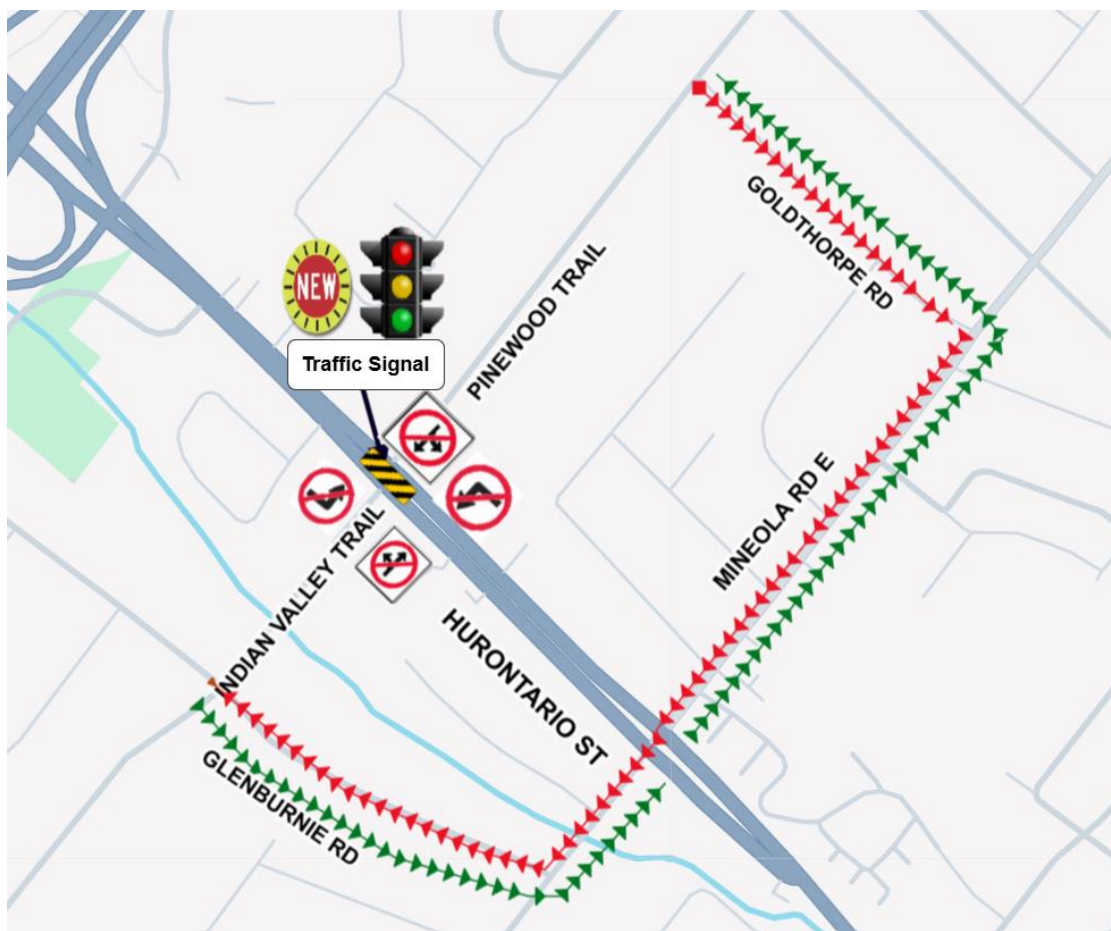 GOLDTHORPE RD
NEW
PINEWOOD TRAIL
Traffic Signal
MINEOLA RD E
INDIAN VALLEY TRAIL
HURONTARIO ST
GLENBURNIE RD